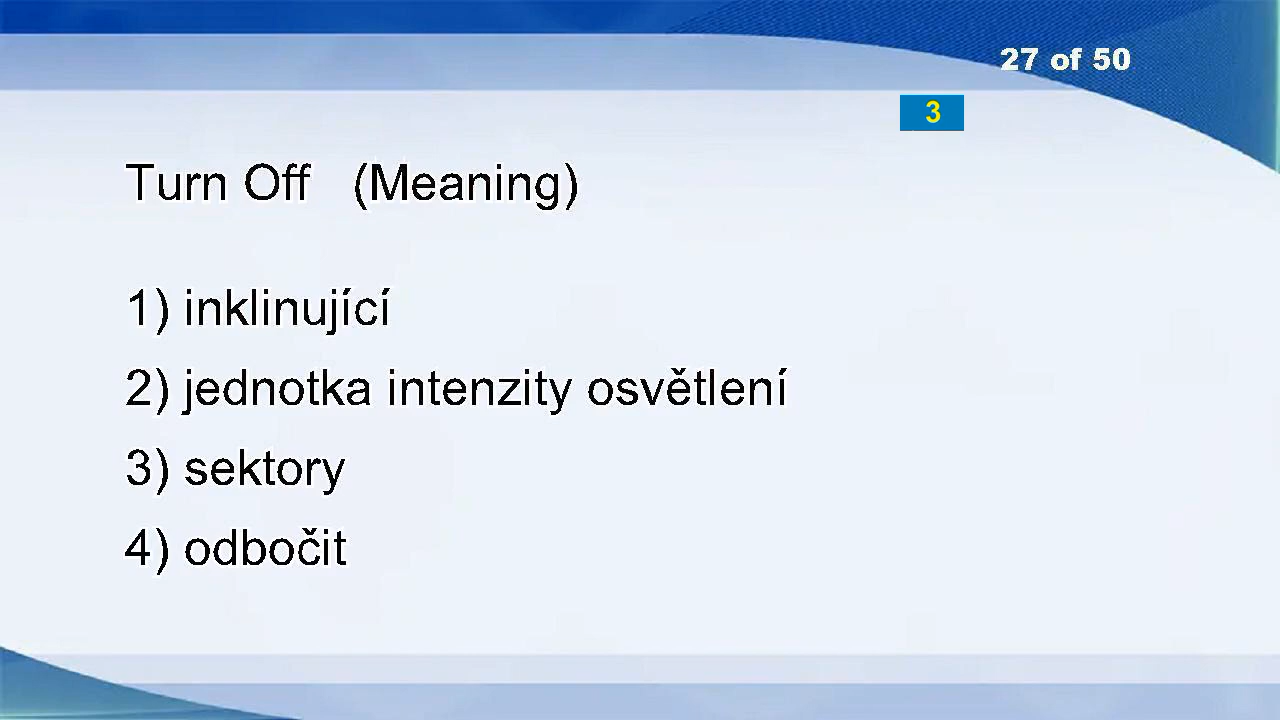 27 of 50
3
Turn Off (Meaning)
1) inklinující
2) jednotka intenzity osvětlení
3) sektory
4) odbočit